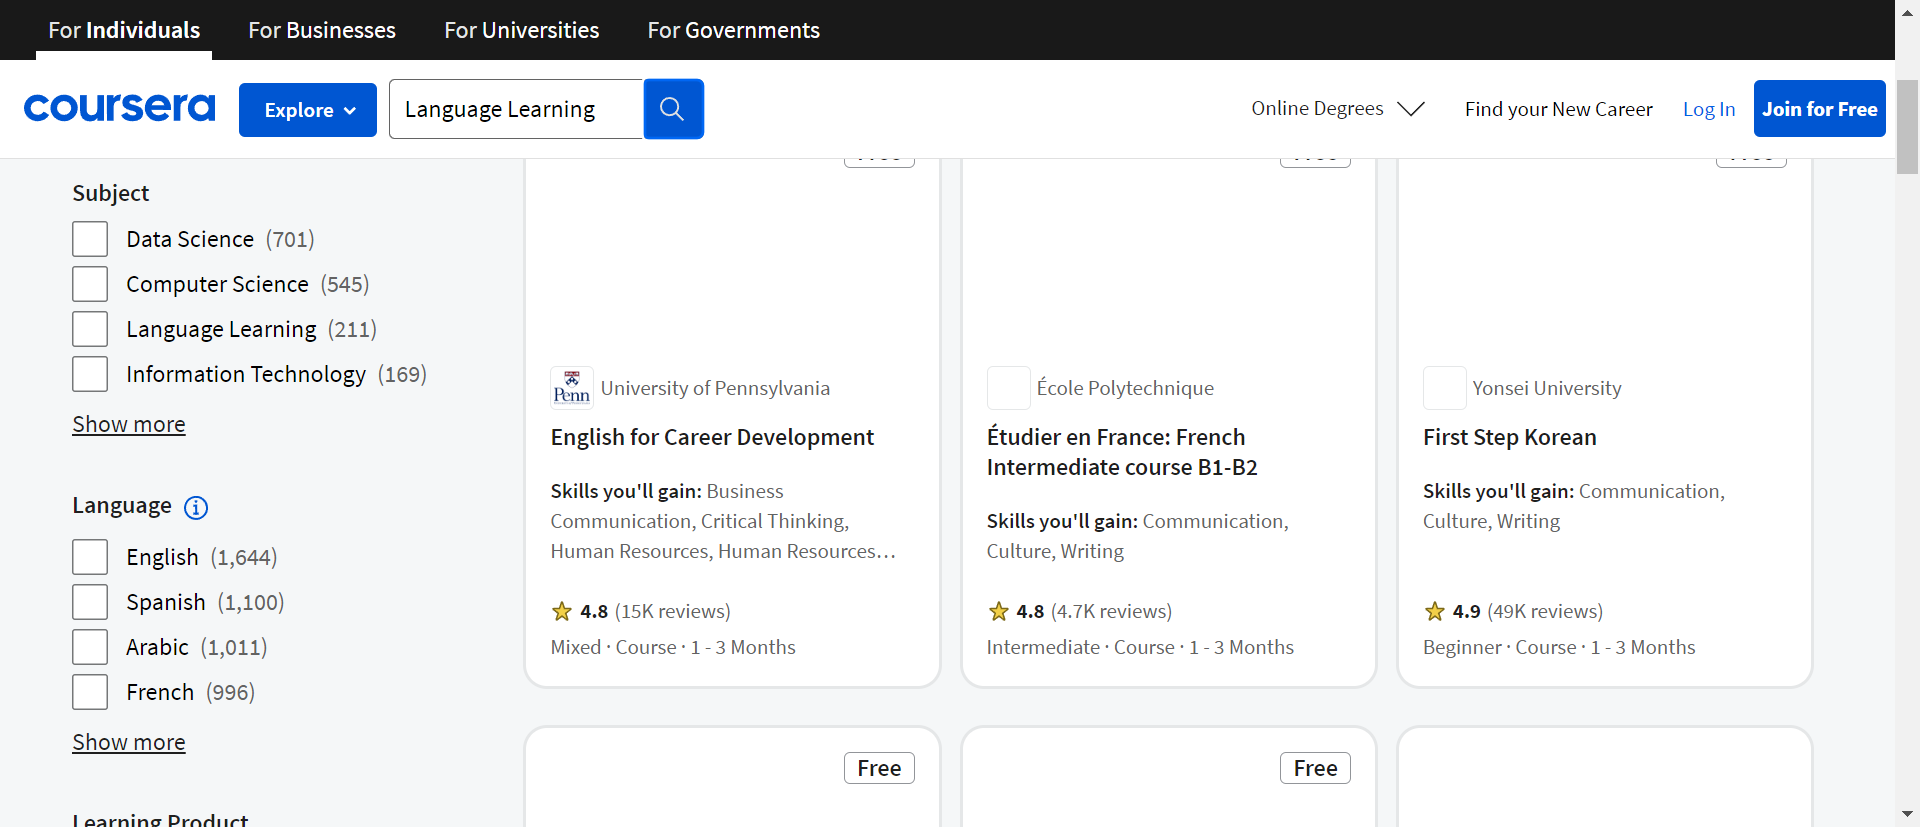 For Individuals
For Businesses
For Universities
For Governments
coursera
Explore
Language Learning
Online Degrees
Find your New Career
Log In
Join for Free
Subject
Data Science (701)
Computer Science (545)
Language Learning (211)
Information Technology (169)
Show more
Language
English (1,644)
Spanish (1,100)
Arabic (1,011)
French (996)
Show more
Learning Product
Penn
University of Pennsylvania
English for Career Development
Skills you'll gain: Business
Communication, Critical Thinking,
Human Resources, Human Resources…
4.8 (15K reviews)
Mixed · Course · 1 - 3 Months
École Polytechnique
Étudier en France: French
Intermediate course B1-B2
Skills you'll gain: Communication,
Culture, Writing
4.8 (4.7K reviews)
Intermediate · Course · 1 - 3 Months
Yonsei University
First Step Korean
Skills you'll gain: Communication,
Culture, Writing
4.9 (49K reviews)
Beginner · Course · 1 - 3 Months
Free
Free